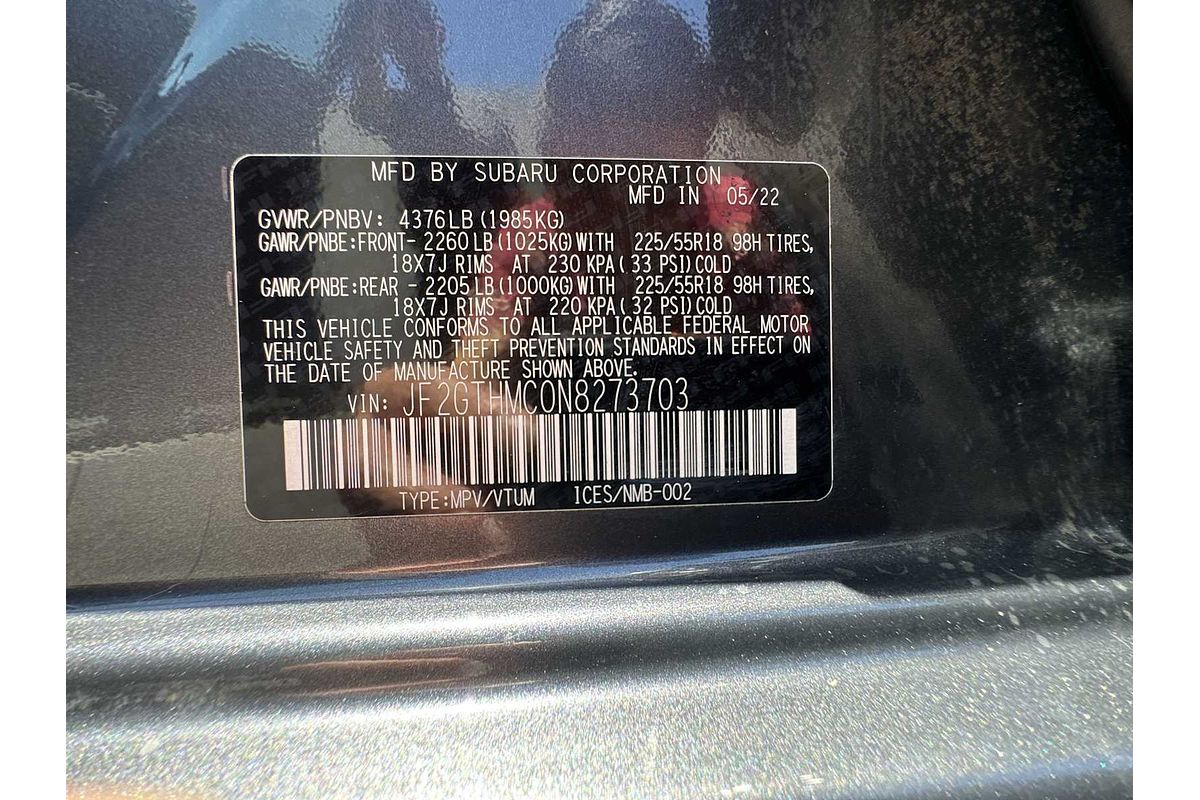 MFD BY SUBARU CORPORATION
MFD IN 05/22
GVWR/PNBV: 4376LB (1985KG)
GAWR/PNBE:FRONT- 2260 LB (1025KG) WITH 225/55R18 98H TIRES,
18X7J RIMS AT 230 KPA ( 33 PSI) COLD
GAWR/PNBE:REAR - 2205 LB (1000KG) WITH 225/55R18 98H TIRES,
18X7J RIMS AT 220 KPA ( 32 PSI) COLD
THIS VEHICLE CONFORMS TO ALL APPLICABLE FEDERAL MOTOR
VEHICLE SAFETY AND THEFT PREVENTION STANDARDS IN EFFECT ON
THE DATE OF MANUFACTURE SHOWN ABOVE.
VIN: JF2GTHMC0N8273703
TYPE:MPV/VTUM ICES/NMB-002